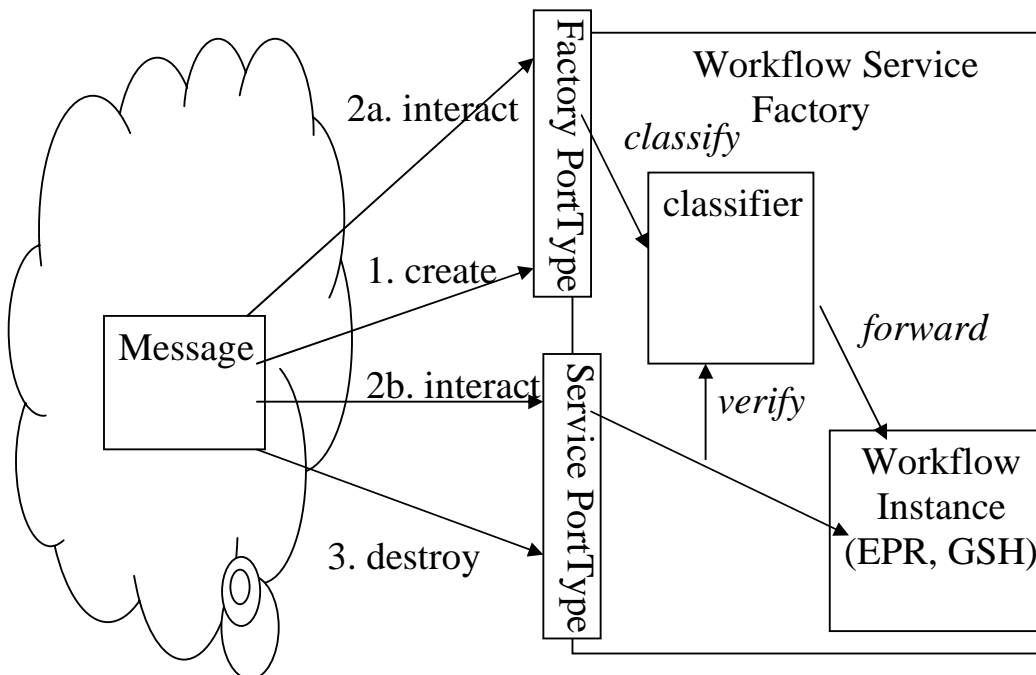 Factory PortType
Workflow Service
Factory
2a. interact
classify
classifier
1. create
Message
forward
2b. interact
verify
Service PortType
Workflow
Instance
(EPR, GSH)
3. destroy